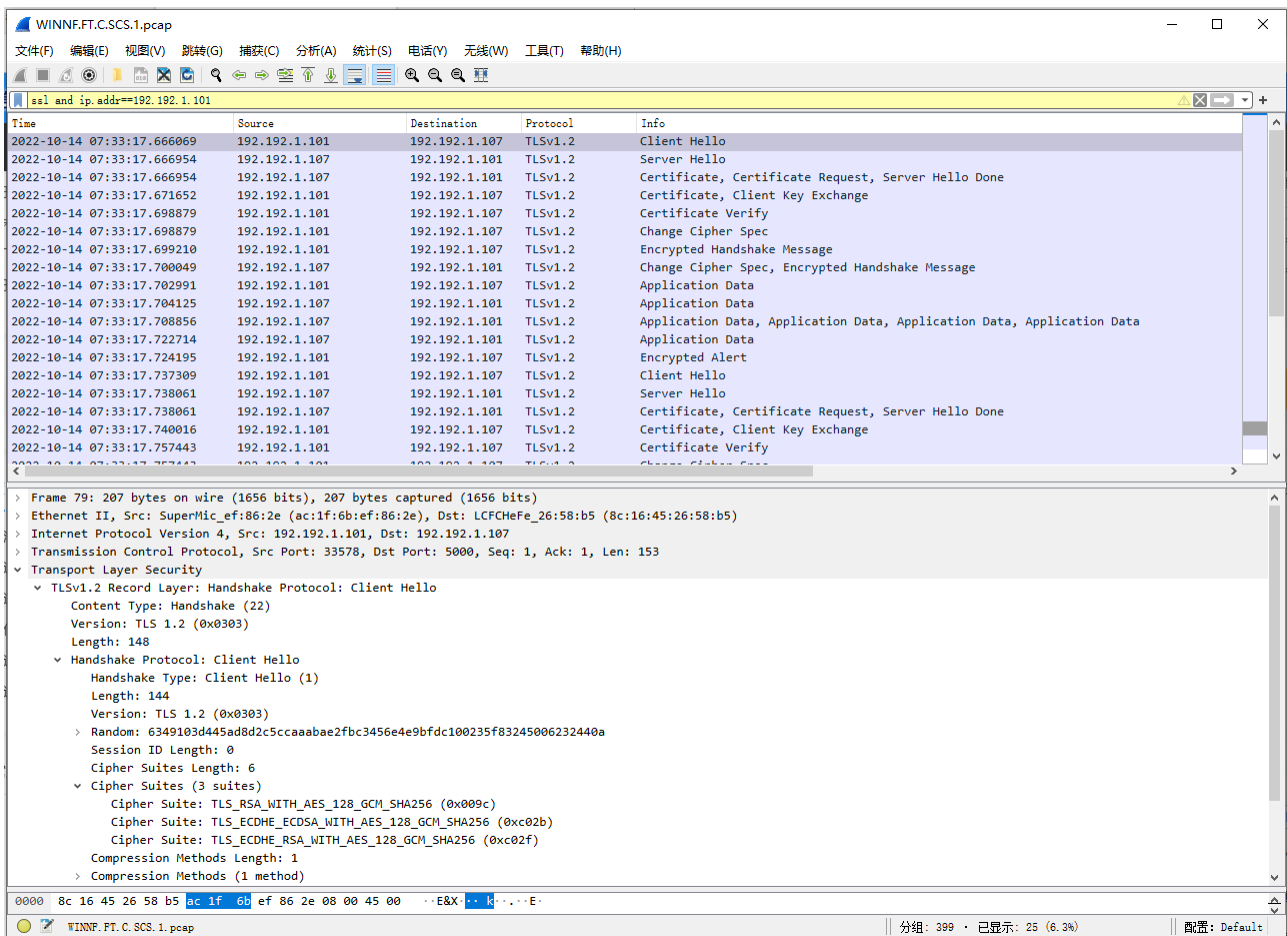 WINNF.FT.C.SCS.1.pcap
文件(F) 编辑(E) 视图(V) 跳转(G) 捕获(C) 分析(A) 统计(S) 电话(Y) 无线(W) 工具(T) 帮助(H)
ssl and ip.addr==192.192.1.101
Time Source Destination Protocol Info
2022-10-14 07:33:17.666069 192.192.1.101 192.192.1.107 TLSv1.2 Client Hello
2022-10-14 07:33:17.666954 192.192.1.107 192.192.1.101 TLSv1.2 Server Hello
2022-10-14 07:33:17.666954 192.192.1.107 192.192.1.101 TLSv1.2 Certificate, Certificate Request, Server Hello Done
2022-10-14 07:33:17.671652 192.192.1.101 192.192.1.107 TLSv1.2 Certificate, Client Key Exchange
2022-10-14 07:33:17.698879 192.192.1.101 192.192.1.107 TLSv1.2 Certificate Verify
2022-10-14 07:33:17.698879 192.192.1.101 192.192.1.107 TLSv1.2 Change Cipher Spec
2022-10-14 07:33:17.699210 192.192.1.101 192.192.1.107 TLSv1.2 Encrypted Handshake Message
2022-10-14 07:33:17.700049 192.192.1.107 192.192.1.101 TLSv1.2 Change Cipher Spec, Encrypted Handshake Message
2022-10-14 07:33:17.702991 192.192.1.101 192.192.1.107 TLSv1.2 Application Data
2022-10-14 07:33:17.704125 192.192.1.107 192.192.1.101 TLSv1.2 Application Data
2022-10-14 07:33:17.708856 192.192.1.107 192.192.1.101 TLSv1.2 Application Data, Application Data, Application Data, Application Data
2022-10-14 07:33:17.722714 192.192.1.101 192.192.1.107 TLSv1.2 Application Data
2022-10-14 07:33:17.724195 192.192.1.107 192.192.1.101 TLSv1.2 Encrypted Alert
2022-10-14 07:33:17.737309 192.192.1.101 192.192.1.107 TLSv1.2 Client Hello
2022-10-14 07:33:17.738061 192.192.1.107 192.192.1.101 TLSv1.2 Server Hello
2022-10-14 07:33:17.738061 192.192.1.107 192.192.1.101 TLSv1.2 Certificate, Certificate Request, Server Hello Done
2022-10-14 07:33:17.740016 192.192.1.101 192.192.1.107 TLSv1.2 Certificate, Client Key Exchange
2022-10-14 07:33:17.757443 192.192.1.101 192.192.1.107 TLSv1.2 Certificate Verify
Frame 79: 207 bytes on wire (1656 bits), 207 bytes captured (1656 bits)
Ethernet II, Src: SuperMic_ef:86:2e (ac:1f:6b:ef:86:2e), Dst: LCFCHeFe_26:58:b5 (8c:16:45:26:58:b5)
Internet Protocol Version 4, Src: 192.192.1.101, Dst: 192.192.1.107
Transmission Control Protocol, Src Port: 33578, Dst Port: 5000, Seq: 1, Ack: 1, Len: 153
Transport Layer Security
TLSv1.2 Record Layer: Handshake Protocol: Client Hello
Content Type: Handshake (22)
Version: TLS 1.2 (0x0303)
Length: 148
Handshake Protocol: Client Hello
Handshake Type: Client Hello (1)
Length: 144
Version: TLS 1.2 (0x0303)
Random: 6349103d445ad8d2c5ccaaabae2fbc3456e4e9bfdc100235f83245006232440a
Session ID Length: 0
Cipher Suites Length: 6
Cipher Suites (3 suites)
Cipher Suite: TLS_RSA_WITH_AES_128_GCM_SHA256 (0x009c)
Cipher Suite: TLS_ECDHE_ECDSA_WITH_AES_128_GCM_SHA256 (0xc02b)
Cipher Suite: TLS_ECDHE_RSA_WITH_AES_128_GCM_SHA256 (0xc02f)
Compression Methods Length: 1
Compression Methods (1 method)
0000 8c 16 45 26 58 b5 ac 1f 6b ef 86 2e 08 00 45 00 ··E&X··· k··.··E·
WINNF.FT.C.SCS.1.pcap 分组: 399 · 已显示: 25 (6.3%) 配置: Default